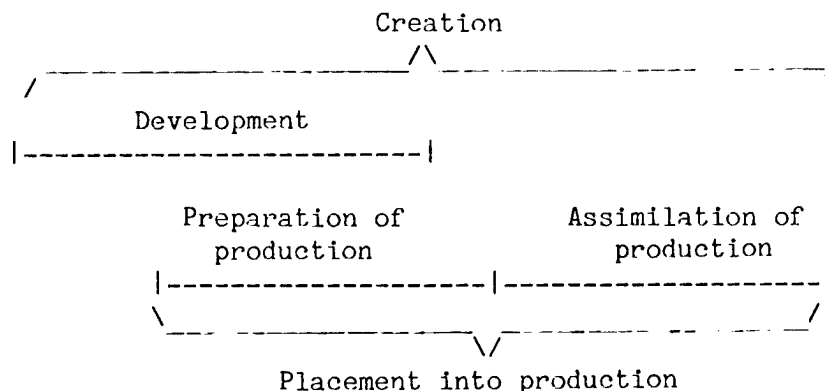 Creation
Development
Preparation of Assimilation of
production production
Placement into production